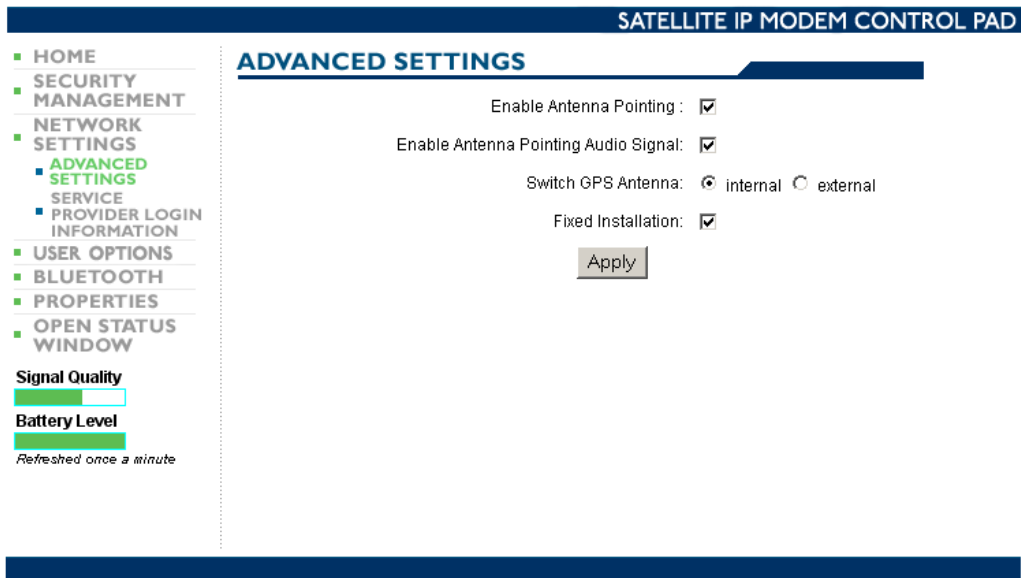 SATELLITE IP MODEM CONTROL PAD
HOME
SECURITY
MANAGEMENT
NETWORK
SETTINGS
ADVANCED
SETTINGS
SERVICE
PROVIDER LOGIN
INFORMATION
USER OPTIONS
BLUETOOTH
PROPERTIES
OPEN STATUS
WINDOW
Signal Quality
Battery Level
Refreshed once a minute
ADVANCED SETTINGS
Enable Antenna Pointing :
Enable Antenna Pointing Audio Signal:
Switch GPS Antenna: internal external
Fixed Installation:
Apply